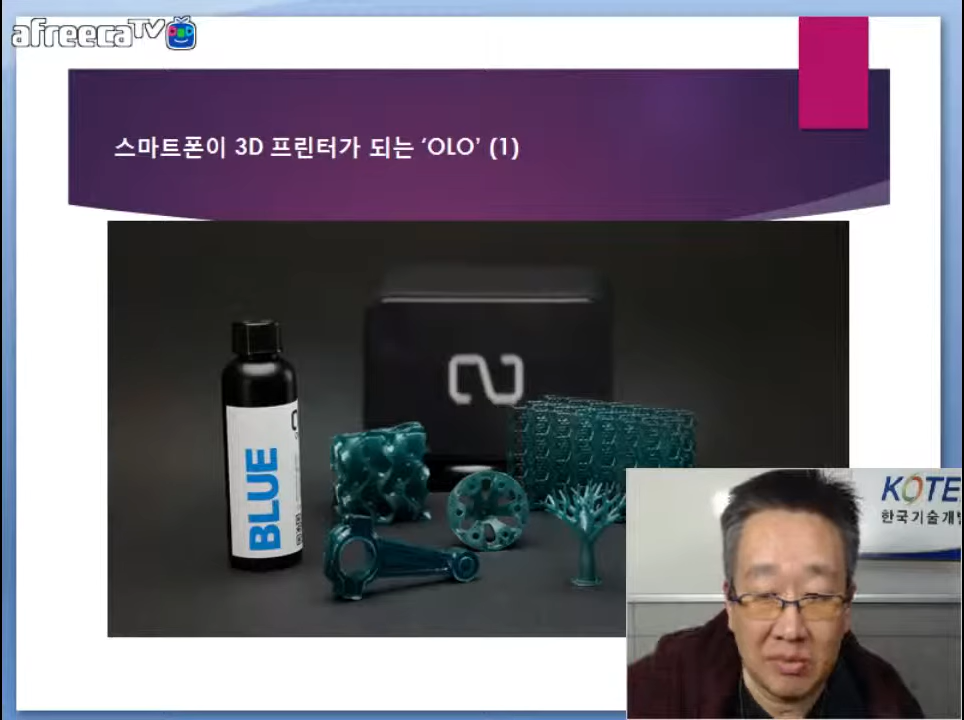 afreecaTV
스마트폰이 3D 프린터가 되는 ‘OLO’ (1)
BLUE
KOTE
한국기술개발